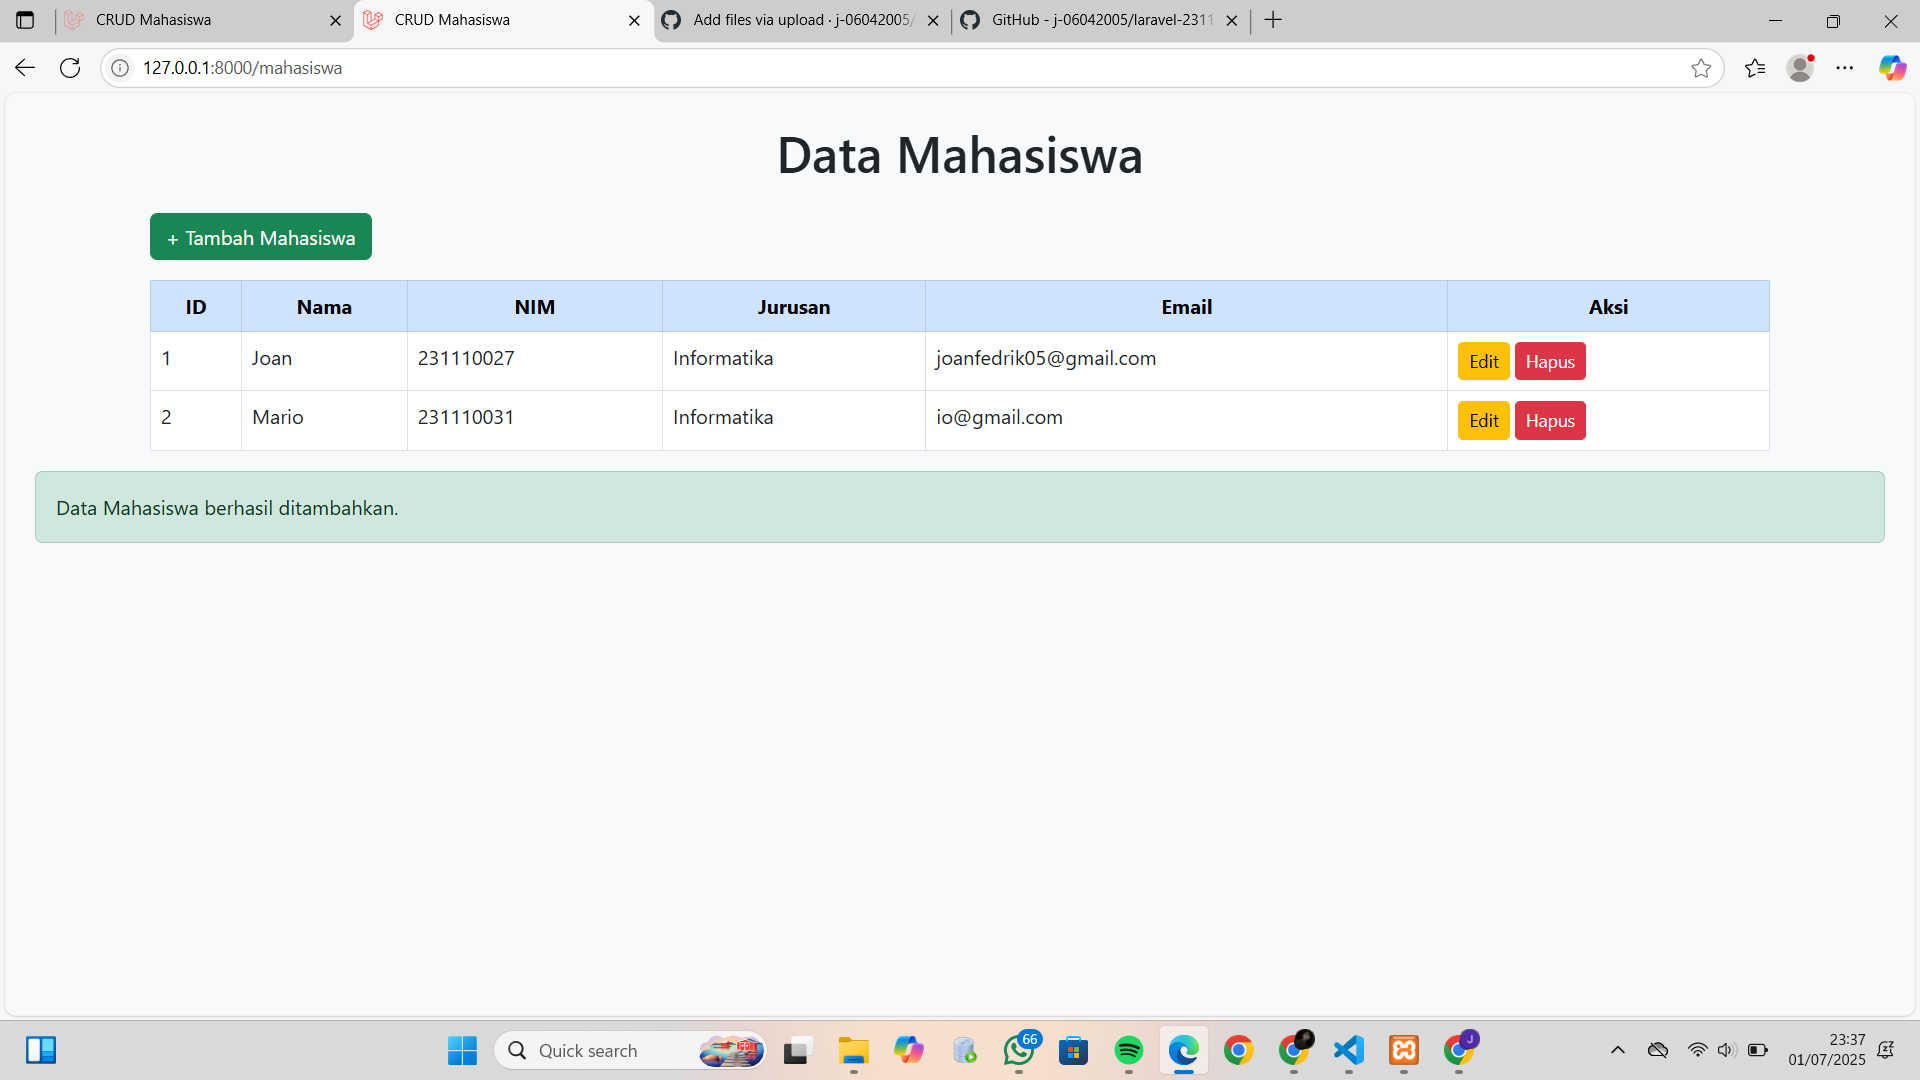 CRUD Mahasiswa
CRUD Mahasiswa
Add files via upload · j-06042005/
GitHub - j-06042005/laravel-2311
127.0.0.1:8000/mahasiswa
Data Mahasiswa
+ Tambah Mahasiswa
ID Nama NIM Jurusan Email Aksi
1 Joan 231110027 Informatika joanfedrik05@gmail.com Edit Hapus
2 Mario 231110031 Informatika io@gmail.com Edit Hapus
Data Mahasiswa berhasil ditambahkan.
Quick search
66
J
23:37
01/07/2025